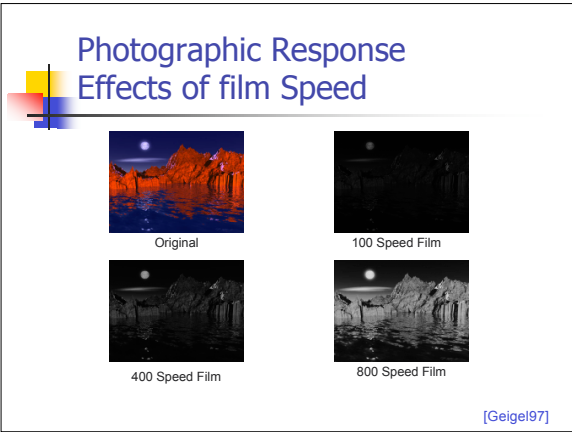 Photographic Response
Effects of film Speed
Original
100 Speed Film
400 Speed Film
800 Speed Film
[Geigel97]